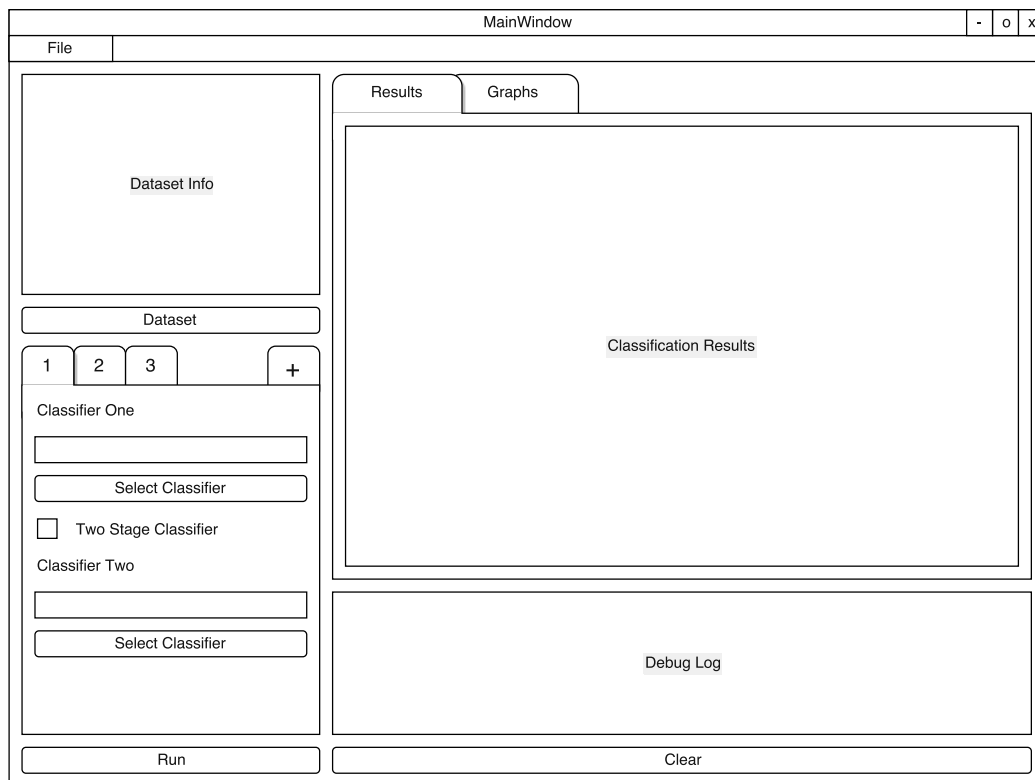 MainWindow - o x
File
Dataset Info
Dataset
1 2 3 +
Classifier One
Select Classifier
Two Stage Classifier
Classifier Two
Select Classifier
Run
Results Graphs
Classification Results
Debug Log
Clear